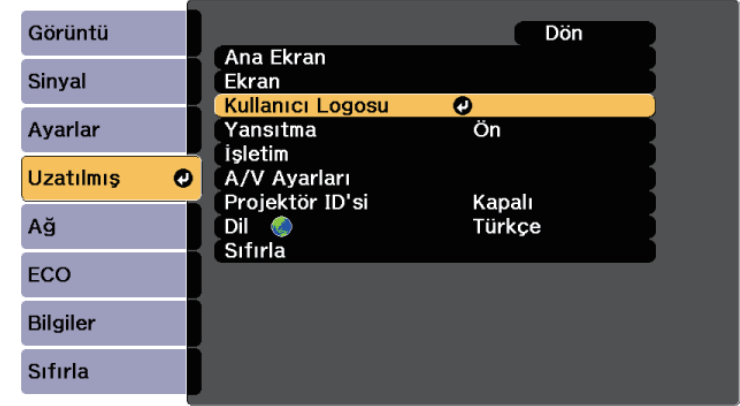 Görüntü
Sinyal
Ayarlar
Uzatılmış
Ağ
ECO
Bilgiler
Sıfırla
Dön
Ana Ekran
Ekran
Kullanıcı Logosu
Yansıtma Ön
İşletim
A/V Ayarları
Projektör ID'si Kapalı
Dil Türkçe
Sıfırla